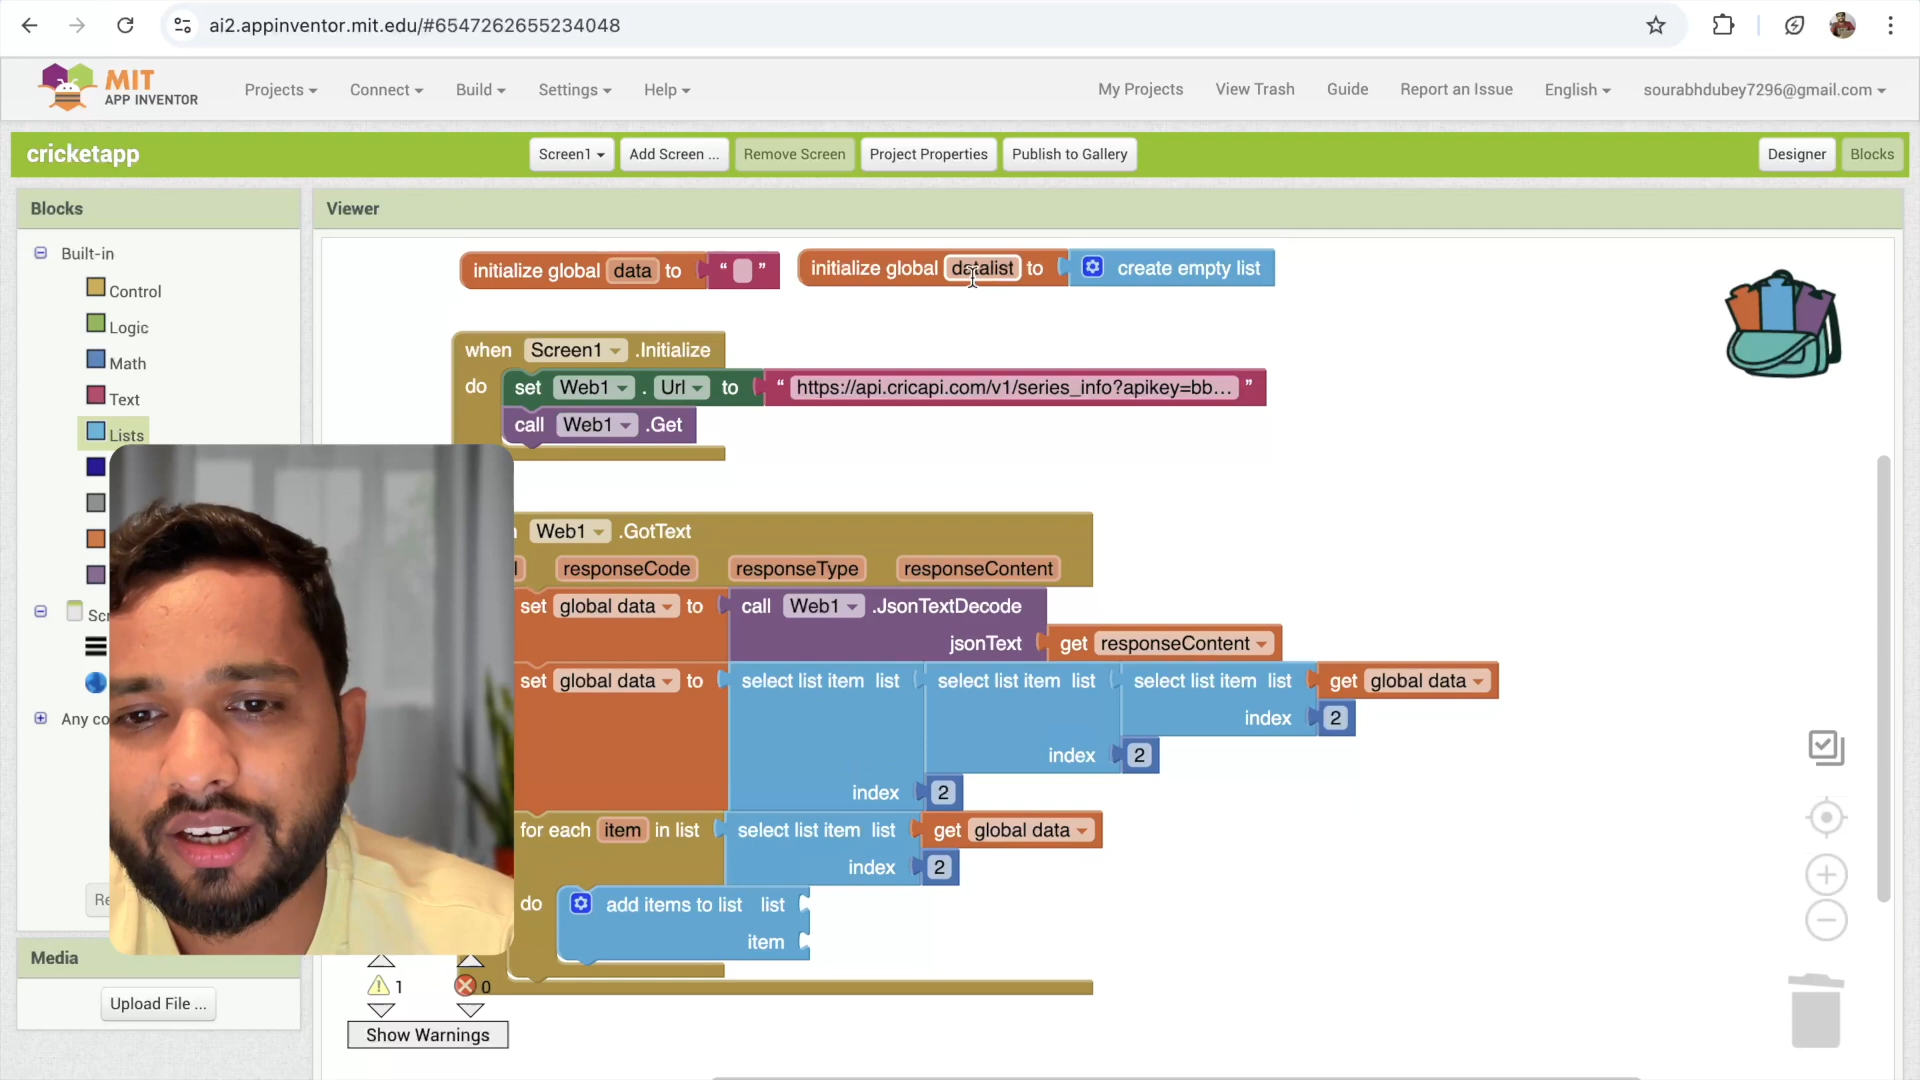 ai2.appinventor.mit.edu/#6547262655234048
MIT
APP INVENTOR
Projects
Connect
Build
Settings
Help
My Projects
View Trash
Guide
Report an Issue
English
sourabhdubey7296@gmail.com
cricketapp
Screen1
Add Screen ...
Remove Screen
Project Properties
Publish to Gallery
Designer
Blocks
Blocks
Viewer
Built-in
Control
Logic
Math
Text
Lists
Any co
Media
Upload File ...
initialize global data to “ ”
initialize global datalist to create empty list
when Screen1 .Initialize
do set Web1 . Url to “ https://api.cricapi.com/v1/series_info?apikey=bb... ”
call Web1 .Get
Web1 .GotText
responseCode responseType responseContent
set global data to call Web1 .JsonTextDecode
jsonText get responseContent
set global data to select list item list select list item list select list item list get global data
index 2
index 2
index 2
for each item in list select list item list get global data
index 2
do add items to list list
item
1 0
Show Warnings